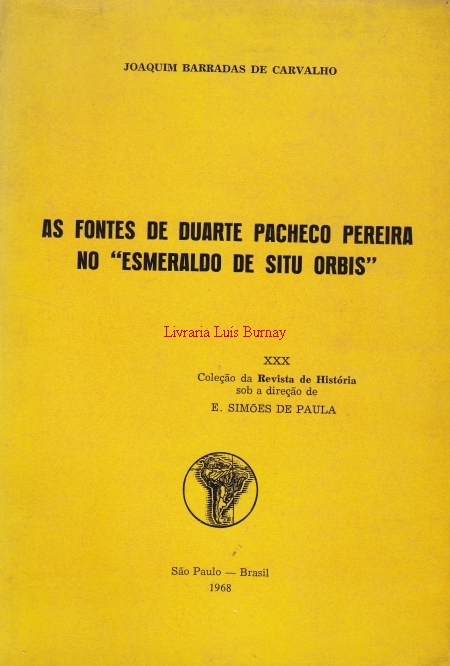 JOAQUIM BARRADAS DE CARVALHO
AS FONTES DE DUARTE PACHECO PEREIRA
NO "ESMERALDO DE SITU ORBIS"
Livraria Luís Burnay
XXX
Coleção da Revista de História
sob a direção de
E. SIMÕES DE PAULA
São Paulo — Brasil
1968